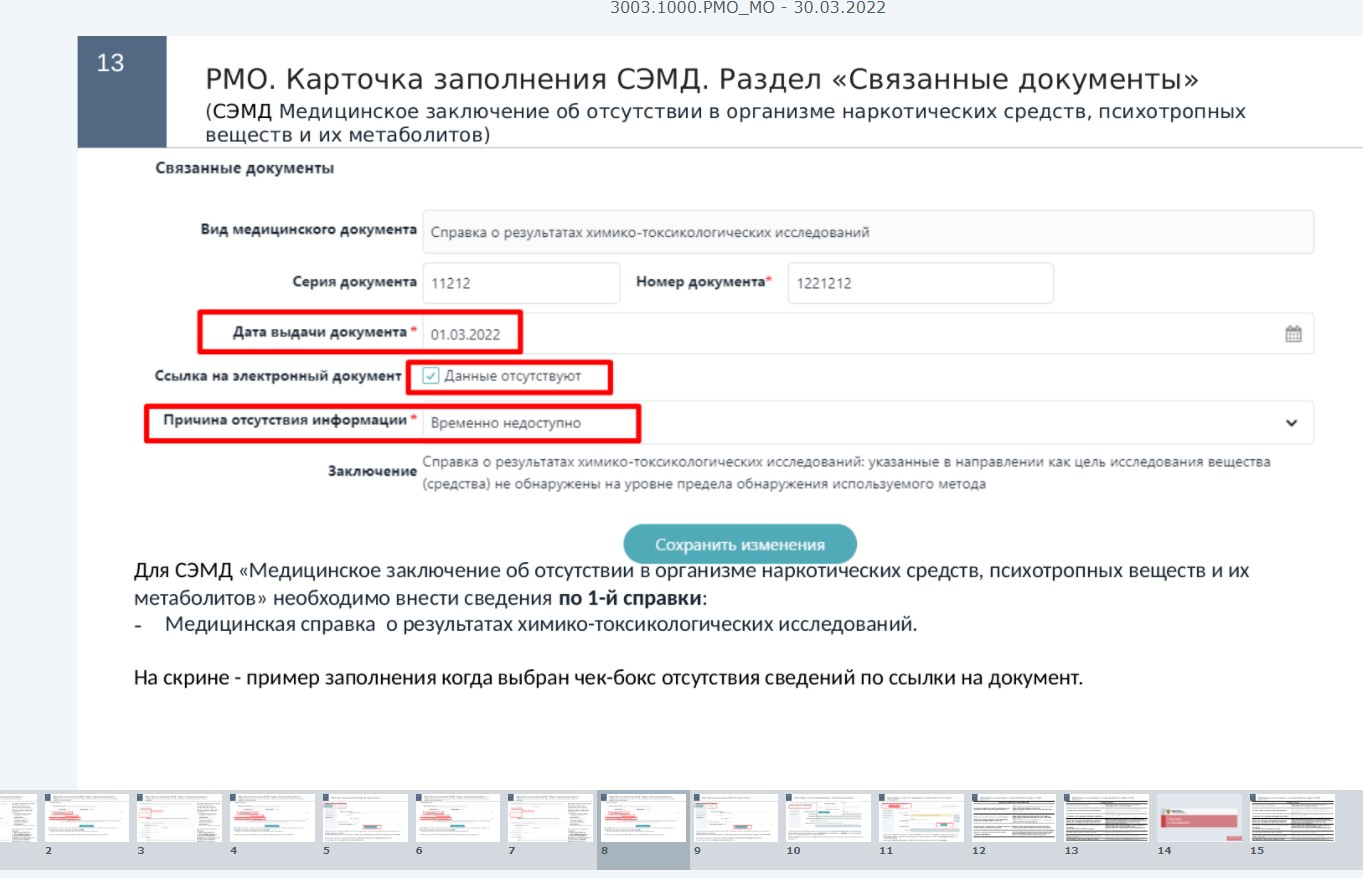 3003.1000.РМО_МО - 30.03.2022
13
РМО. Карточка заполнения СЭМД. Раздел «Связанные документы»
(СЭМД Медицинское заключение об отсутствии в организме наркотических средств, психотропных
веществ и их метаболитов)
Связанные документы
Вид медицинского документа Справка о результатах химико-токсикологических исследований
Серия документа 11212 Номер документа* 1221212
Дата выдачи документа * 01.03.2022
Ссылка на электронный документ Данные отсутствуют
Причина отсутствия информации * Временно недоступно
Заключение Справка о результатах химико-токсикологических исследований: указанные в направлении как цель исследования вещества
(средства) не обнаружены на уровне предела обнаружения используемого метода
Сохранить изменения
Для СЭМД «Медицинское заключение об отсутствии в организме наркотических средств, психотропных веществ и их
метаболитов» необходимо внести сведения по 1-й справки:
- Медицинская справка о результатах химико-токсикологических исследований.
На скрине - пример заполнения когда выбран чек-бокс отсутствия сведений по ссылки на документ.
2 3 4 5 6 7 8 9 10 11 12 13 14 15